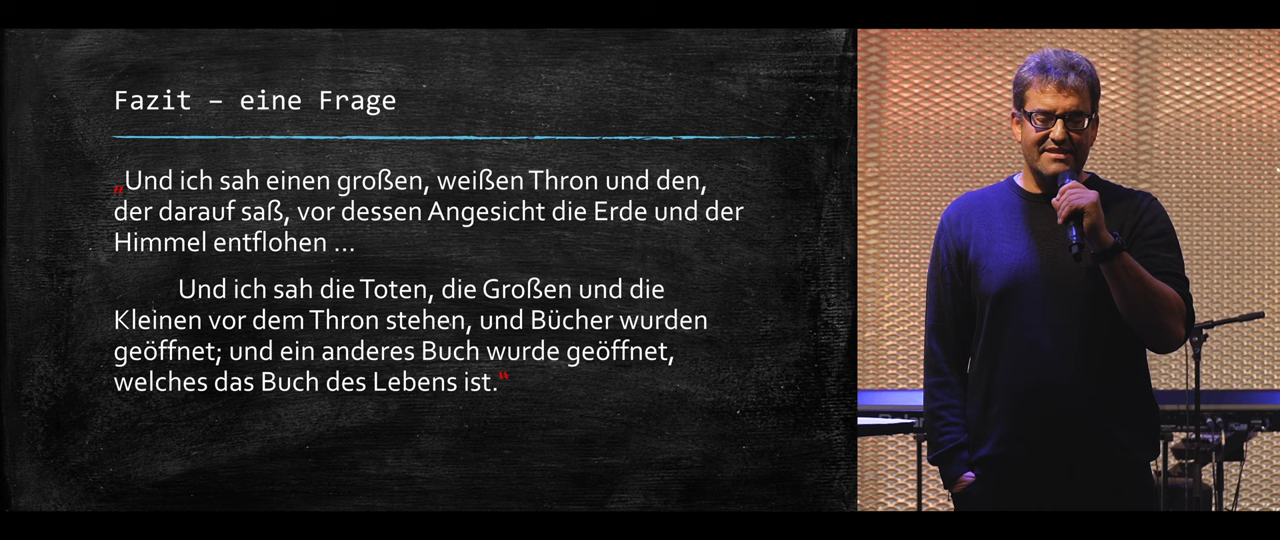 Fazit – eine Frage
„Und ich sah einen großen, weißen Thron und den,
der darauf saß, vor dessen Angesicht die Erde und der
Himmel entflohen ...
Und ich sah die Toten, die Großen und die
Kleinen vor dem Thron stehen, und Bücher wurden
geöffnet; und ein anderes Buch wurde geöffnet,
welches das Buch des Lebens ist.“